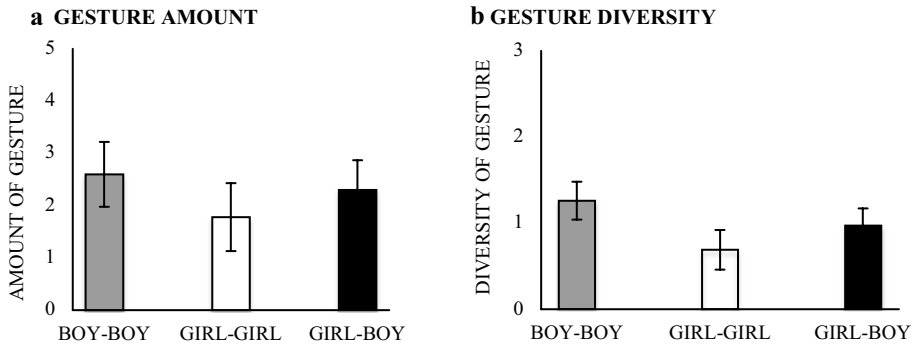 a GESTURE AMOUNT
AMOUNT OF GESTURE
5
4
3
2
1
0
BOY-BOY GIRL-GIRL GIRL-BOY
b GESTURE DIVERSITY
DIVERSITY OF GESTURE
3
2
1
0
BOY-BOY GIRL-GIRL GIRL-BOY